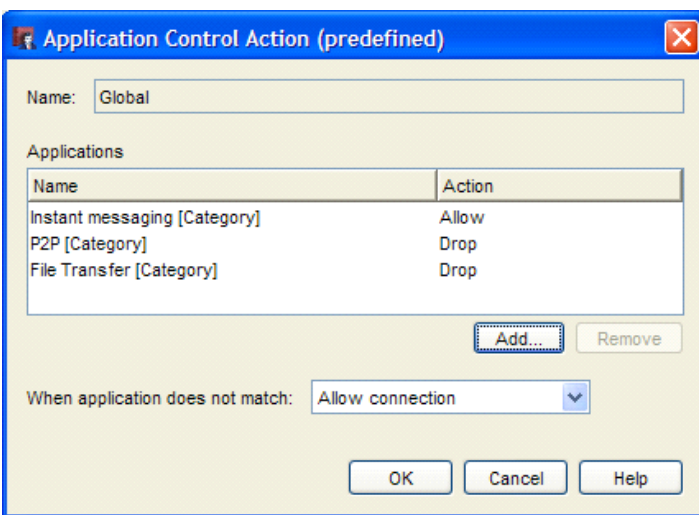 Application Control Action (predefined)
Name: Global
Applications
Name Action
Instant messaging [Category] Allow
P2P [Category] Drop
File Transfer [Category] Drop
Add... Remove
When application does not match: Allow connection
OK Cancel Help